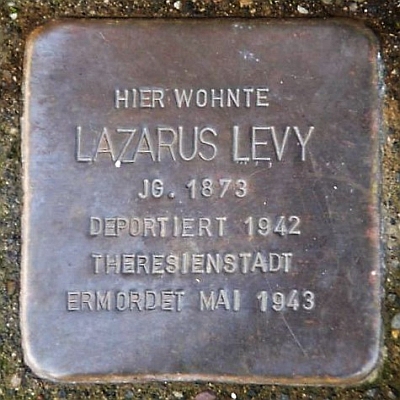 HIER WOHNTE
LAZARUS LEVY
JG. 1873
DEPORTIERT 1942
THERESIENSTADT
ERMORDET MAI 1943